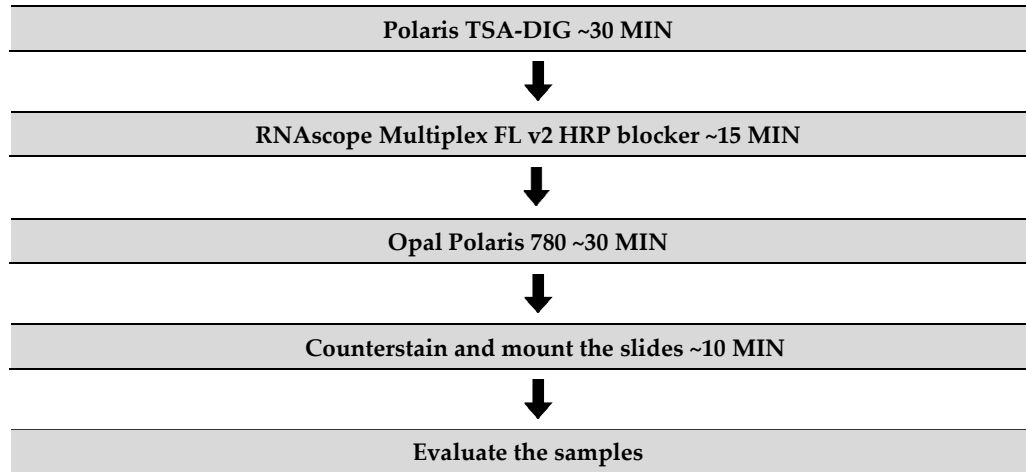 Polaris TSA-DIG ~30 MIN
RNAscope Multiplex FL v2 HRP blocker ~15 MIN
Opal Polaris 780 ~30 MIN
Counterstain and mount the slides ~10 MIN
Evaluate the samples